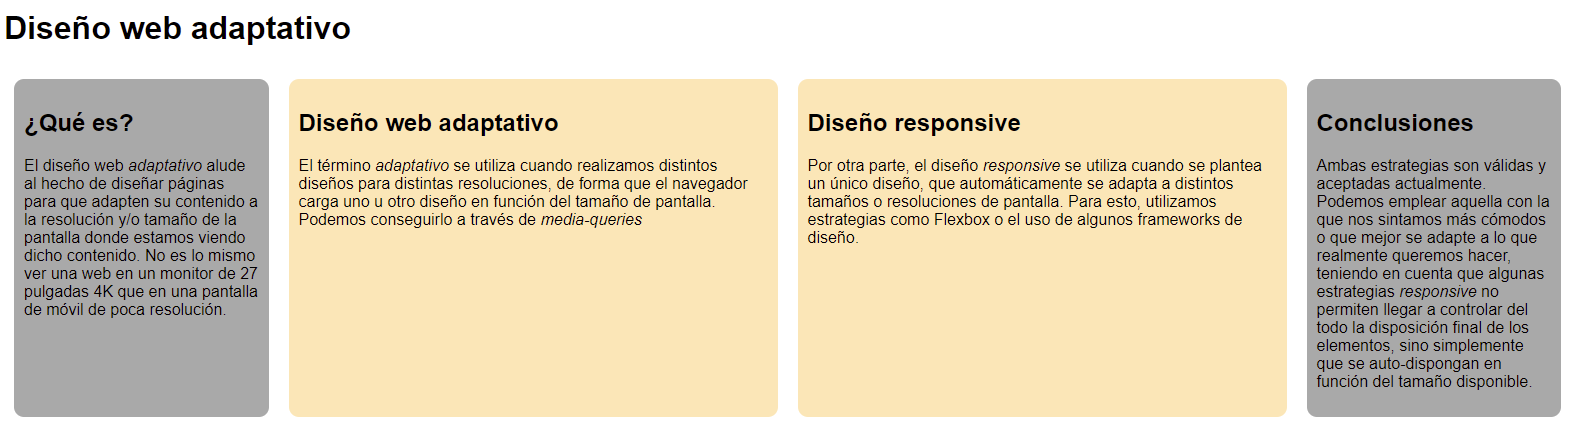 Diseño web adaptativo
¿Qué es?
El diseño web adaptativo alude
al hecho de diseñar páginas
para que adapten su contenido a
la resolución y/o tamaño de la
pantalla donde estamos viendo
dicho contenido. No es lo mismo
ver una web en un monitor de 27
pulgadas 4K que en una pantalla
de móvil de poca resolución.
Diseño web adaptativo
El término adaptativo se utiliza cuando realizamos distintos
diseños para distintas resoluciones, de forma que el navegador
carga uno u otro diseño en función del tamaño de pantalla.
Podemos conseguirlo a través de media-queries
Diseño responsive
Por otra parte, el diseño responsive se utiliza cuando se plantea
un único diseño, que automáticamente se adapta a distintos
tamaños o resoluciones de pantalla. Para esto, utilizamos
estrategias como Flexbox o el uso de algunos frameworks de
diseño.
Conclusiones
Ambas estrategias son válidas y
aceptadas actualmente.
Podemos emplear aquella con la
que nos sintamos más cómodos
o que mejor se adapte a lo que
realmente queremos hacer,
teniendo en cuenta que algunas
estrategias responsive no
permiten llegar a controlar del
todo la disposición final de los
elementos, sino simplemente
que se auto-dispongan en
función del tamaño disponible.